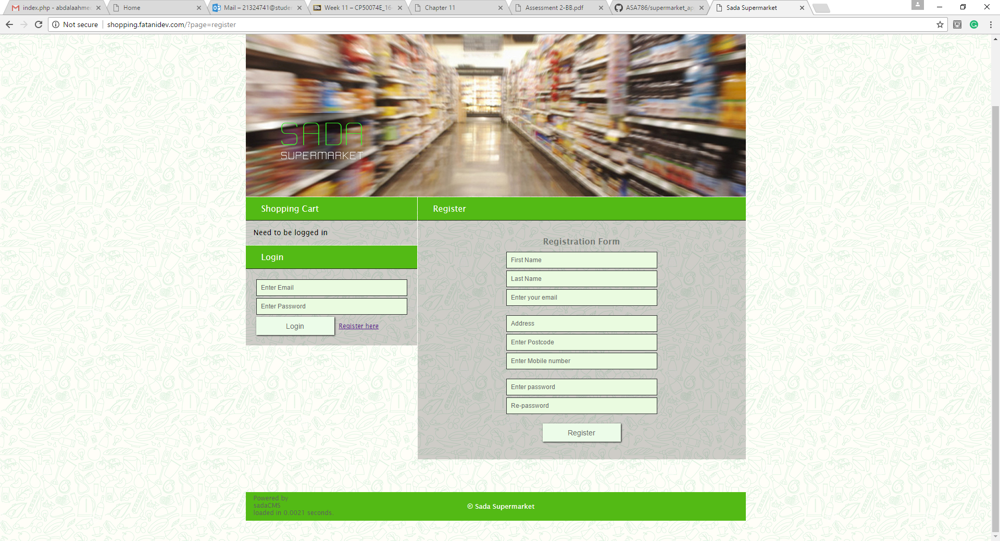 index.php - abdalaahmed
Home
Mail – 21324741@studen
Week 11 – CP50074E_16-
Chapter 11
Assessment 2-BB.pdf
ASA786/supermarket_ap
Sada Supermarket
Not secure
shopping.fatanidev.com/?page=register
SADA
SUPERMARKET
Shopping Cart
Need to be logged in
Login
Enter Email
Enter Password
Login
Register here
Register
Registration Form
First Name
Last Name
Enter your email
Address
Enter Postcode
Enter Mobile number
Enter password
Re-password
Register
Powered by
sadaCMS
loaded in 0.0021 seconds.
© Sada Supermarket